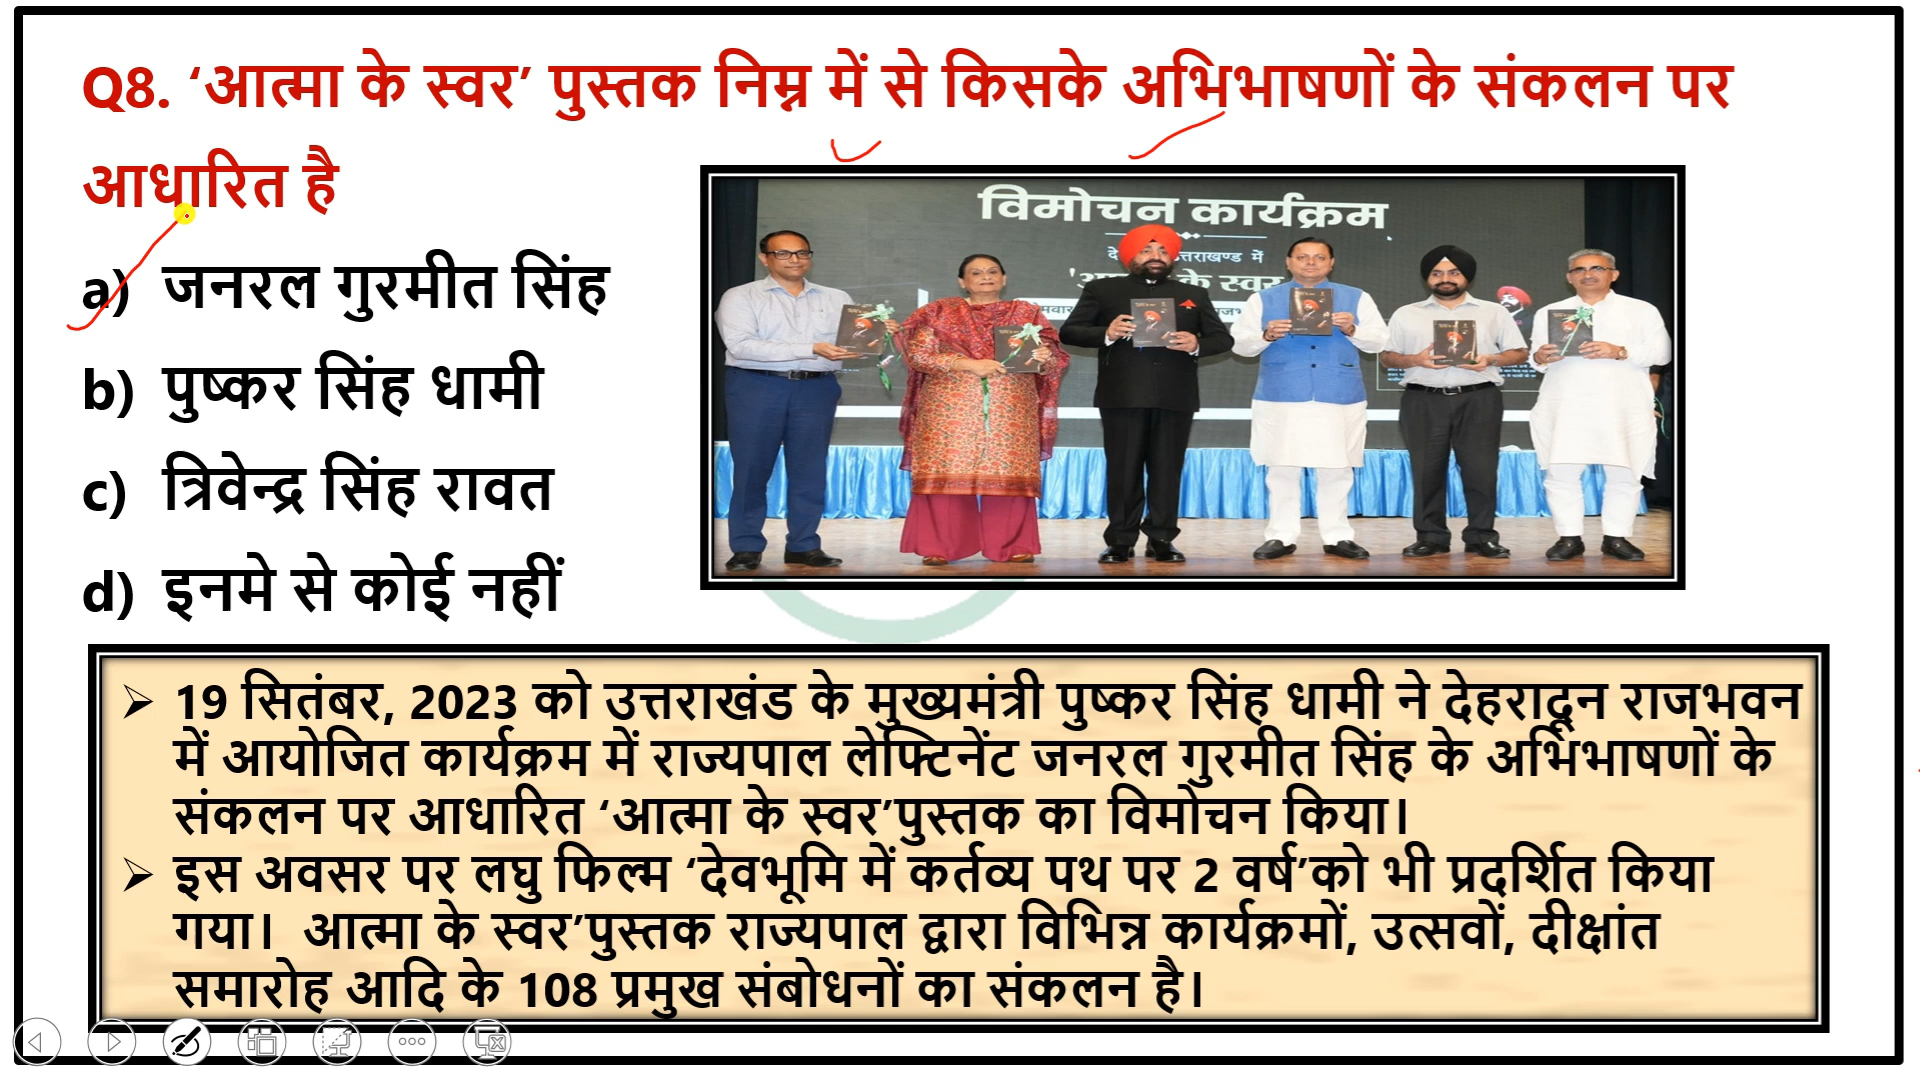 Q8. ‘आत्मा के स्वर’ पुस्तक निम्न में से किसके अभिभाषणों के संकलन पर
आधारित है
a) जनरल गुरमीत सिंह
b) पुष्कर सिंह धामी
c) त्रिवेन्द्र सिंह रावत
d) इनमे से कोई नहीं
विमोचन कार्यक्रम
में
के स्वर
➢ 19 सितंबर, 2023 को उत्तराखंड के मुख्यमंत्री पुष्कर सिंह धामी ने देहरादून राजभवन
में आयोजित कार्यक्रम में राज्यपाल लेफ्टिनेंट जनरल गुरमीत सिंह के अभिभाषणों के
संकलन पर आधारित ‘आत्मा के स्वर’पुस्तक का विमोचन किया।
➢ इस अवसर पर लघु फिल्म ‘देवभूमि में कर्तव्य पथ पर 2 वर्ष’को भी प्रदर्शित किया
गया। आत्मा के स्वर’पुस्तक राज्यपाल द्वारा विभिन्न कार्यक्रमों, उत्सवों, दीक्षांत
समारोह आदि के 108 प्रमुख संबोधनों का संकलन है।